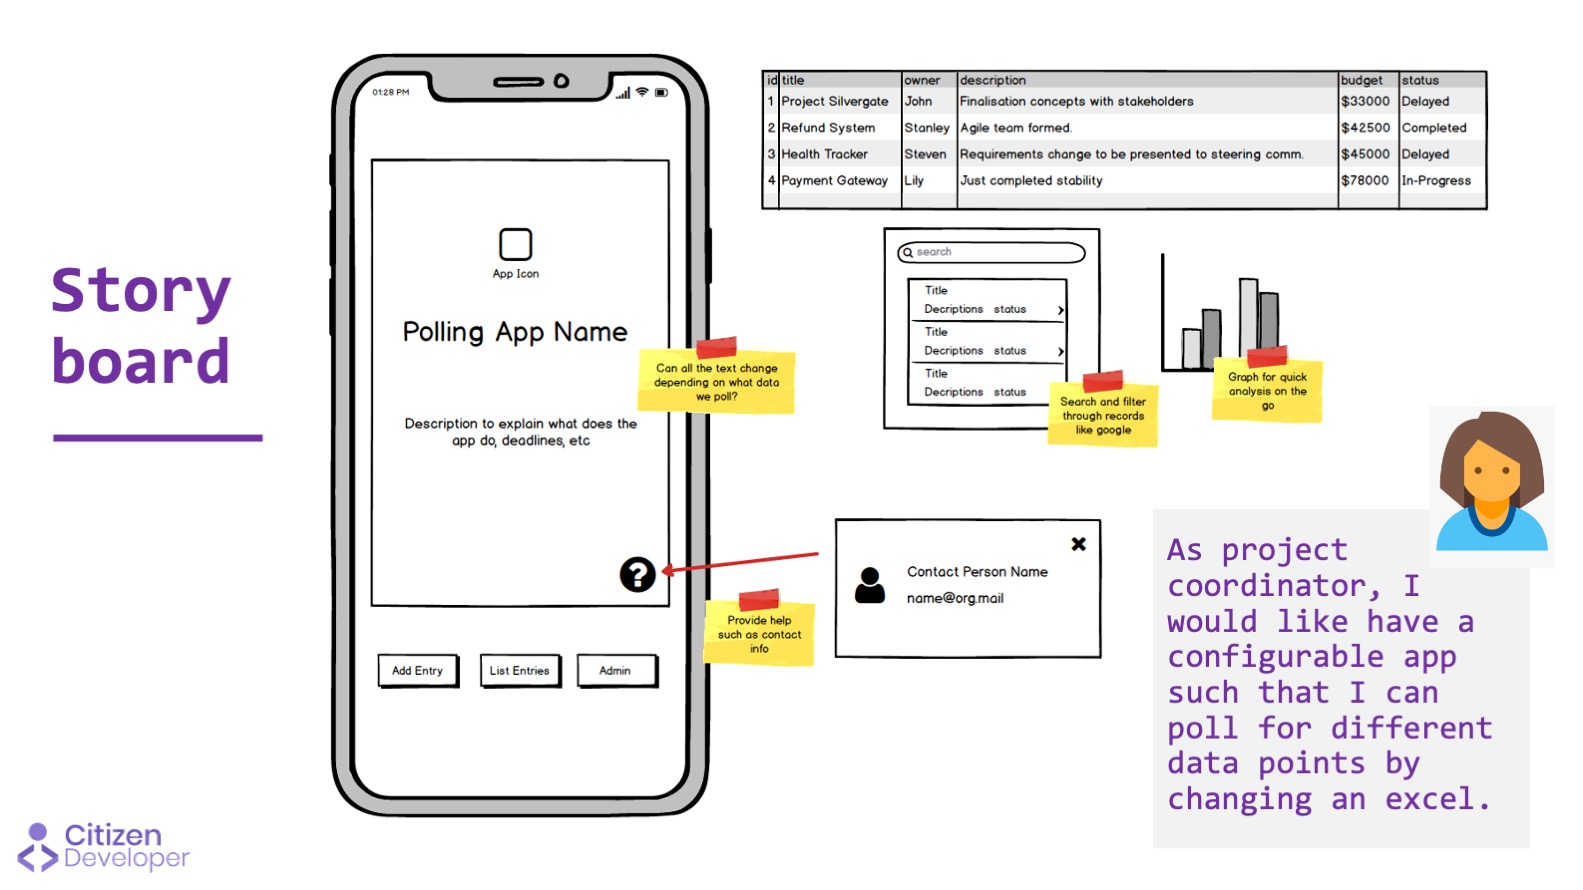 Story
board
01:28 PM
App Icon
Polling App Name
Description to explain what does the
app do, deadlines, etc
?
Add Entry
List Entries
Admin
Can all the text change
depending on what data
we poll?
Provide help
such as contact
info
id title owner description budget status
1 Project Silvergate John Finalisation concepts with stakeholders $33000 Delayed
2 Refund System Stanley Agile team formed. $42500 Completed
3 Health Tracker Steven Requirements change to be presented to steering comm. $45000 Delayed
4 Payment Gateway Lily Just completed stability $78000 In-Progress
search
Title
Decriptions status
Title
Decriptions status
Title
Decriptions status
Search and filter
through records
like google
Graph for quick
analysis on the
go
Contact Person Name
name@org.mail
As project
coordinator, I
would like have a
configurable app
such that I can
poll for different
data points by
changing an excel.
Citizen
Developer